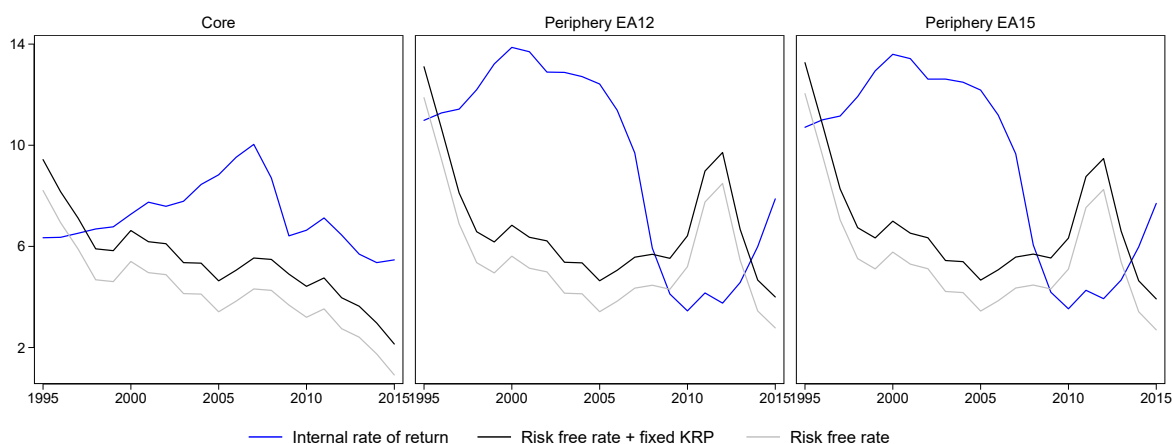 Core
Periphery EA12
Periphery EA15
14
10
6
2
1995 2000 2005 2010 2015
1995 2000 2005 2010 2015
1995 2000 2005 2010 2015
Internal rate of return
Risk free rate + fixed KRP
Risk free rate